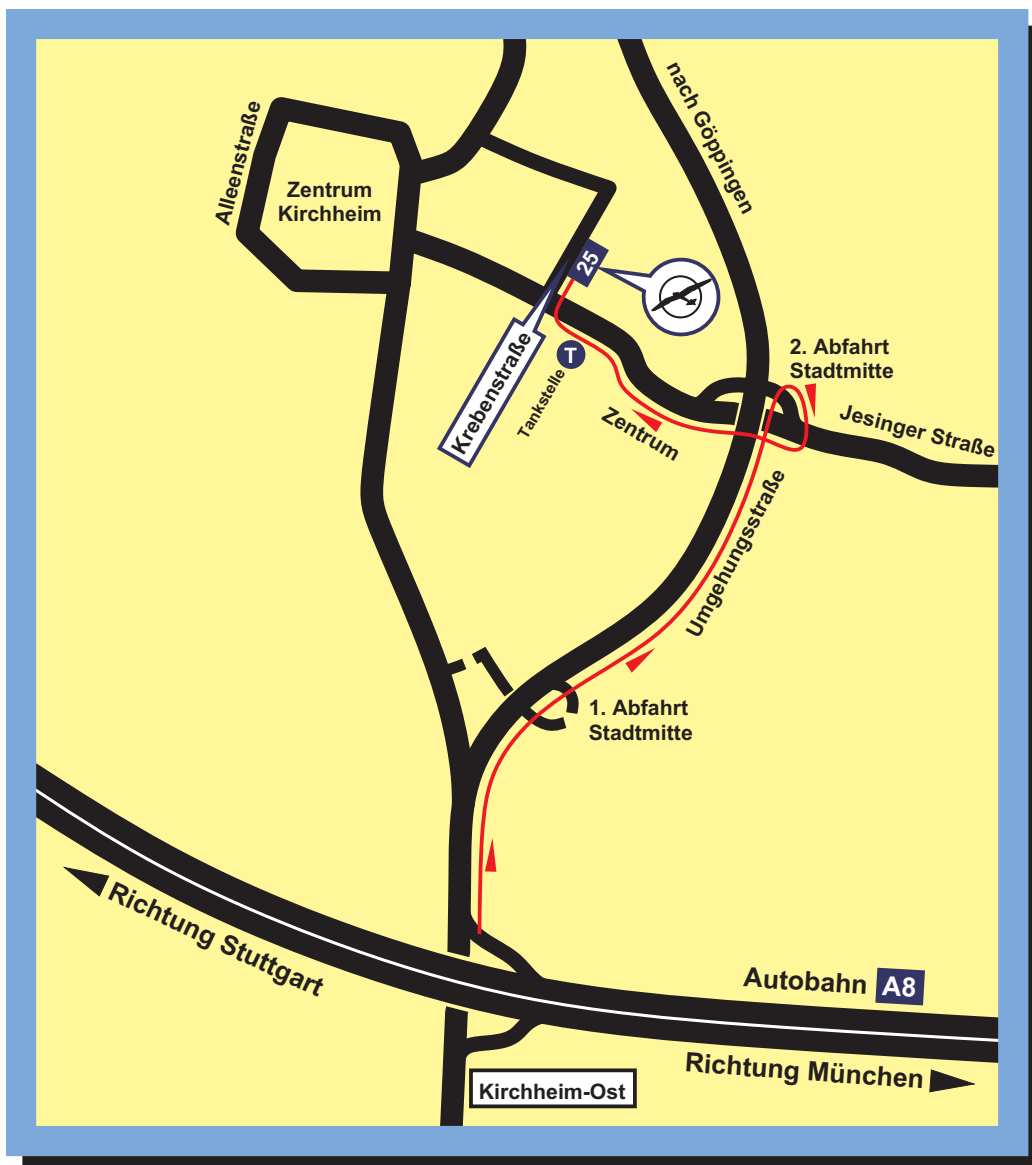 nach Göppingen
Alleenstraße
Zentrum
Kirchheim
25
Krebenstraße
T
Tankstelle
2. Abfahrt
Stadtmitte
Zentrum
Jesinger Straße
Umgehungsstraße
1. Abfahrt
Stadtmitte
Richtung Stuttgart
Autobahn A8
Richtung München
Kirchheim-Ost